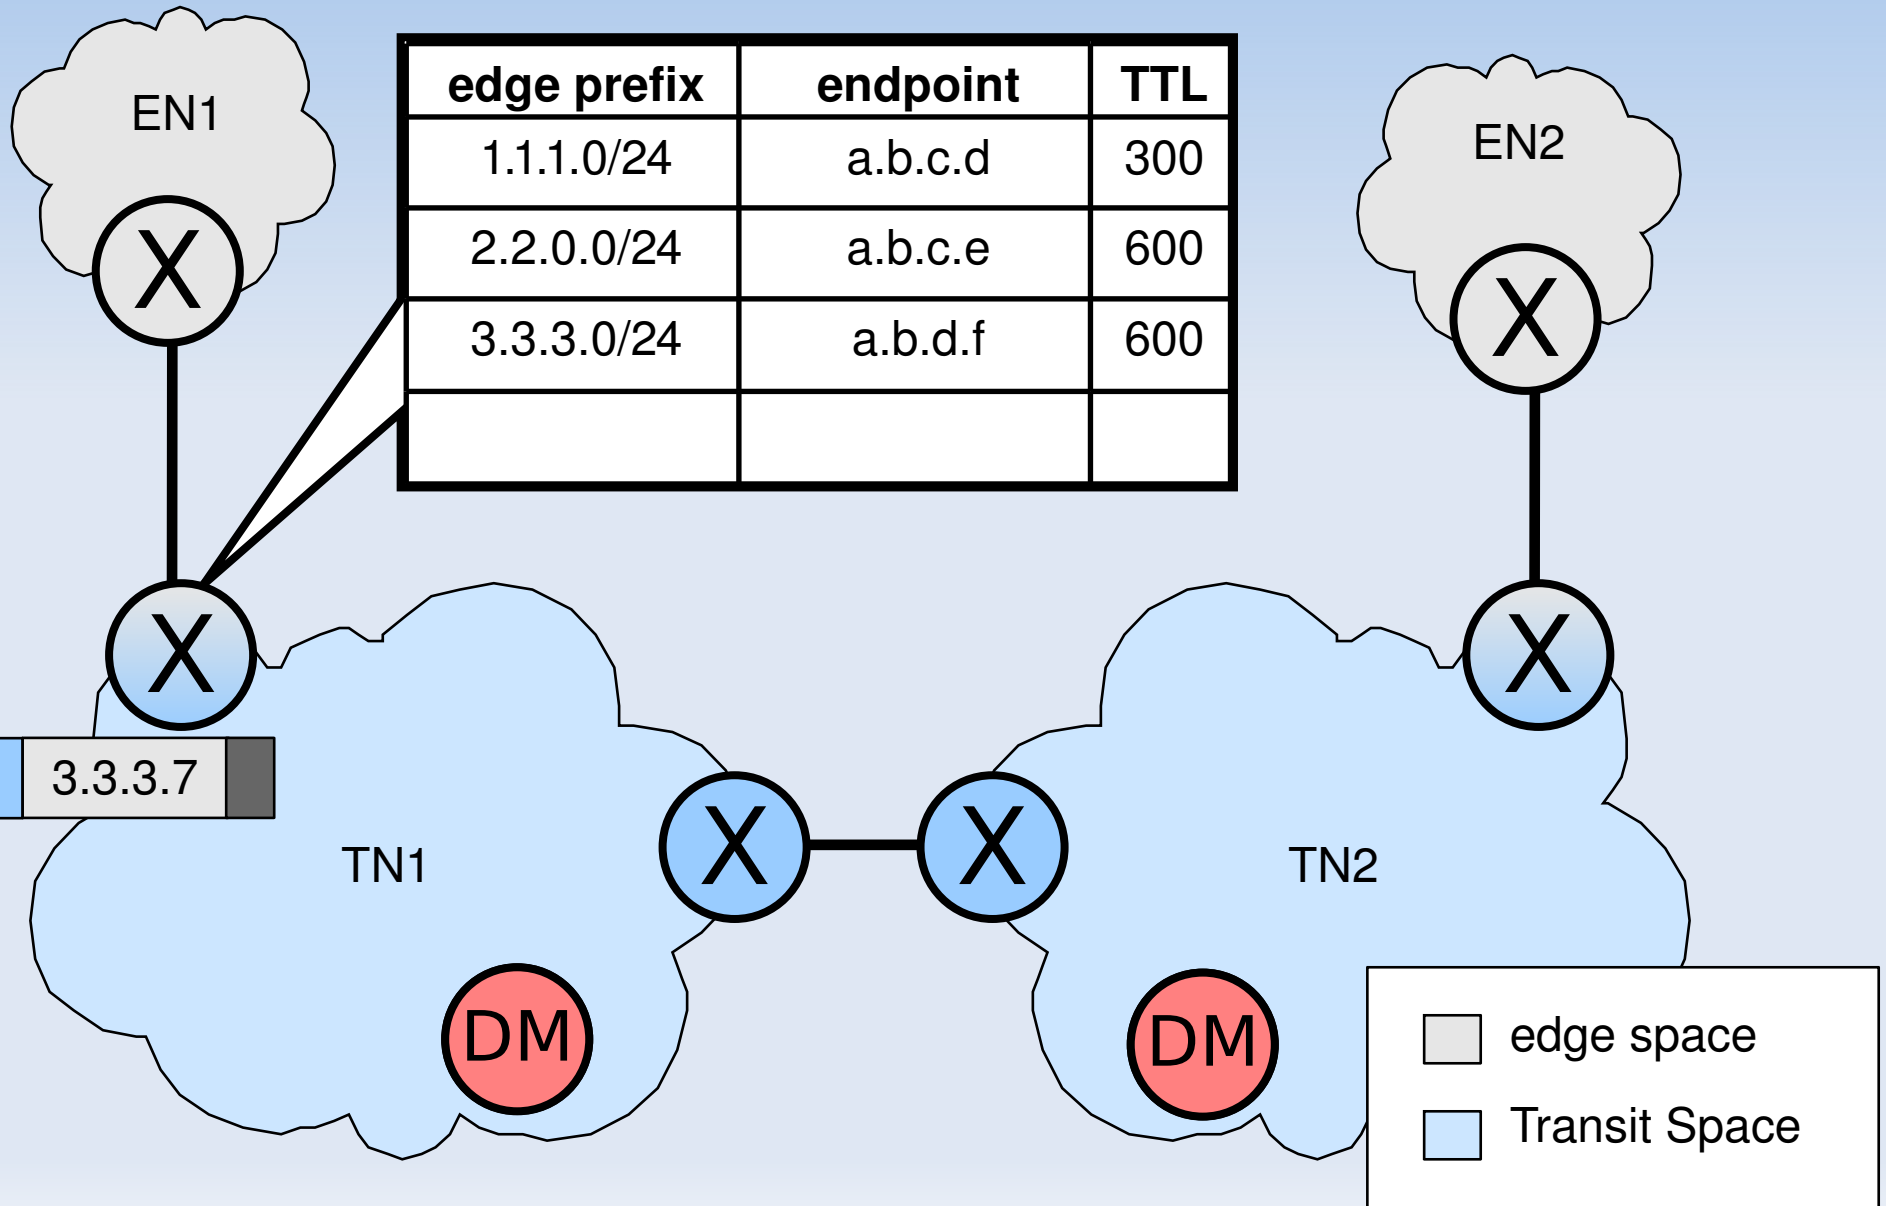 EN1
edge prefix endpoint TTL
1.1.1.0/24 a.b.c.d 300
2.2.0.0/24 a.b.c.e 600
3.3.3.0/24 a.b.d.f 600
EN2
X
X
X
X
3.3.3.7
X
X
TN1
TN2
DM
DM
edge space
Transit Space